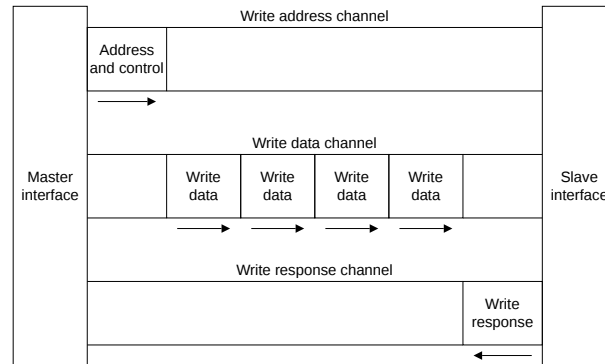 Write address channel
Address
and control
Write data channel
Master
interface
Write
data
Write
data
Write
data
Write
data
Slave
interface
Write response channel
Write
response